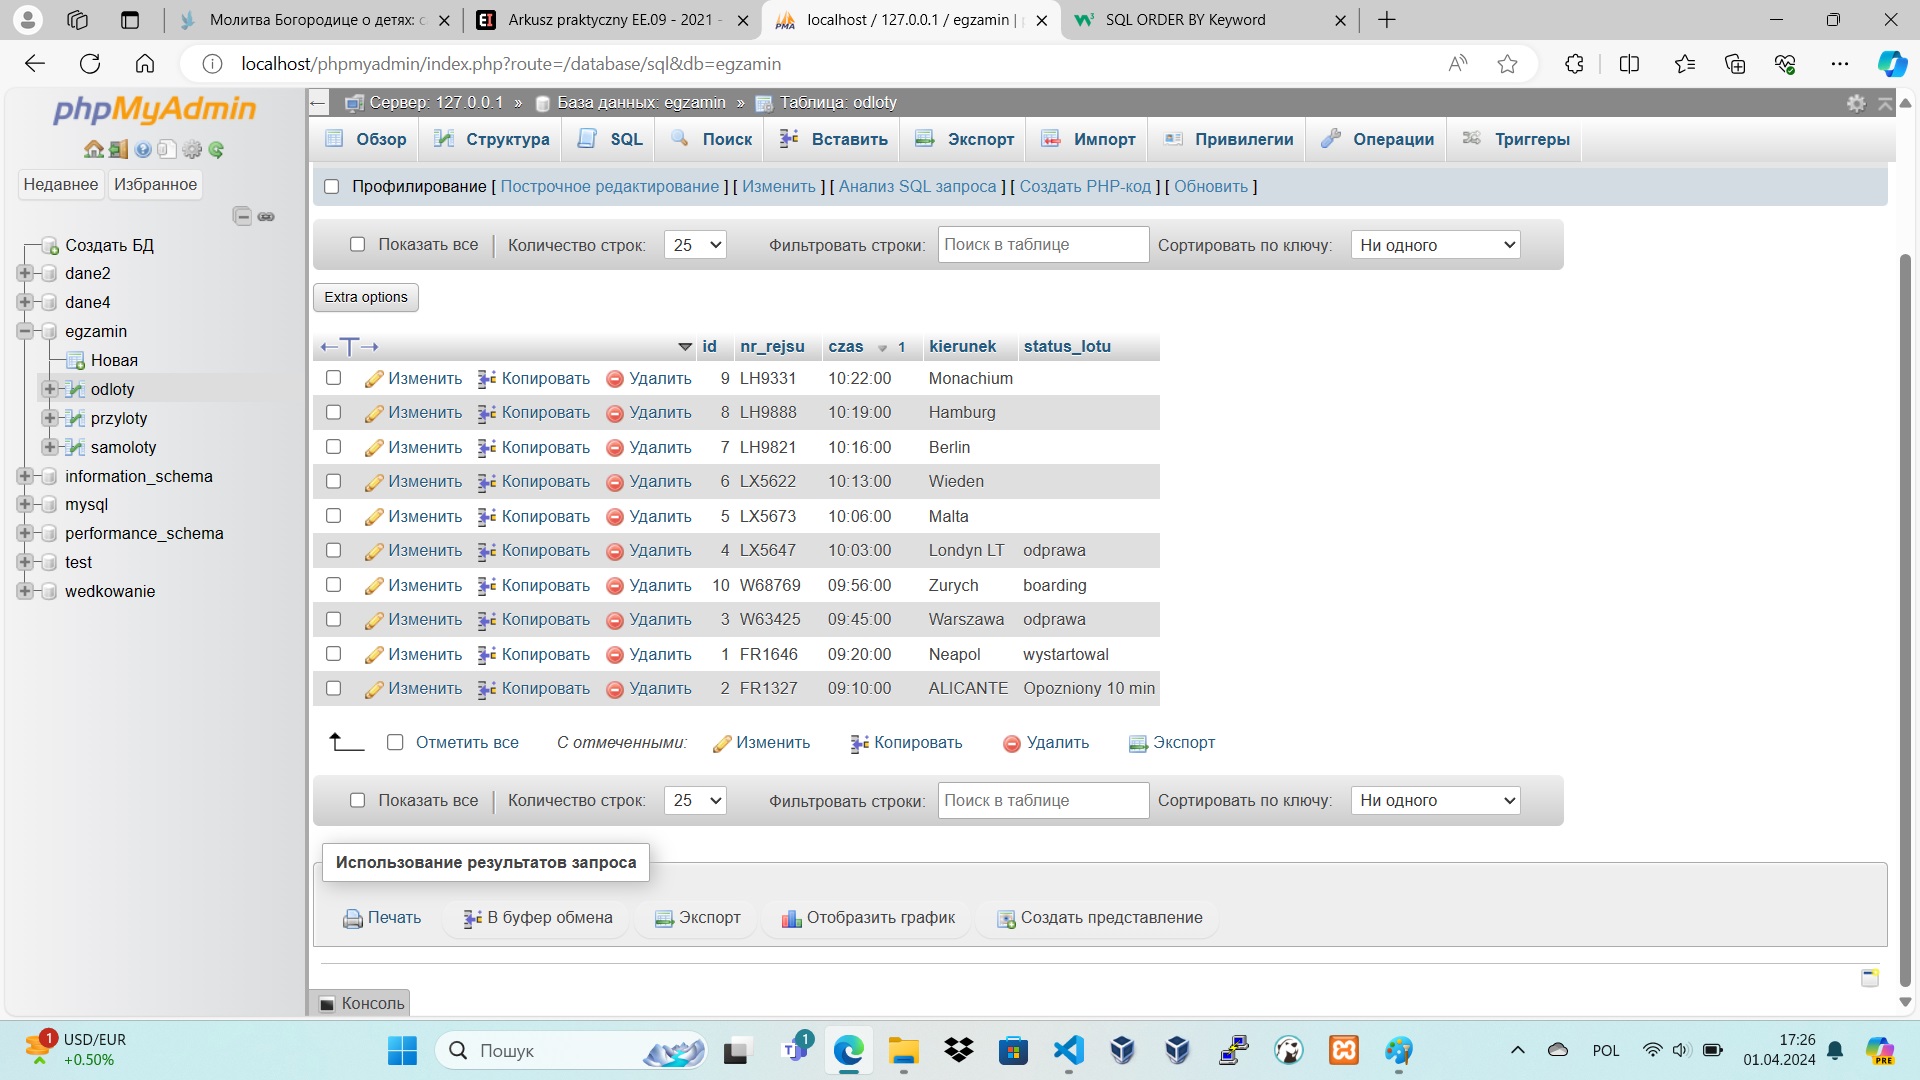 Молитва Богородице о детях: с
Arkusz praktyczny EE.09 - 2021 -
localhost / 127.0.0.1 / egzamin |
SQL ORDER BY Keyword
localhost/phpmyadmin/index.php?route=/database/sql&db=egzamin
phpMyAdmin
Недавнее Избранное
Создать БД
dane2
dane4
egzamin
Новая
odloty
przyloty
samoloty
information_schema
mysql
performance_schema
test
wedkowanie
Сервер: 127.0.0.1 » База данных: egzamin » Таблица: odloty
Обзор Структура SQL Поиск Вставить Экспорт Импорт Привилегии Операции Триггеры
Профилирование [ Построчное редактирование ] [ Изменить ] [ Анализ SQL запроса ] [ Создать PHP-код ] [ Обновить ]
Показать все | Количество строк: 25 Фильтровать строки: Поиск в таблице Сортировать по ключу: Ни одного
Extra options
id nr_rejsu czas 1 kierunek status_lotu
Изменить Копировать Удалить 9 LH9331 10:22:00 Monachium
Изменить Копировать Удалить 8 LH9888 10:19:00 Hamburg
Изменить Копировать Удалить 7 LH9821 10:16:00 Berlin
Изменить Копировать Удалить 6 LX5622 10:13:00 Wieden
Изменить Копировать Удалить 5 LX5673 10:06:00 Malta
Изменить Копировать Удалить 4 LX5647 10:03:00 Londyn LT odprawa
Изменить Копировать Удалить 10 W68769 09:56:00 Zurych boarding
Изменить Копировать Удалить 3 W63425 09:45:00 Warszawa odprawa
Изменить Копировать Удалить 1 FR1646 09:20:00 Neapol wystartowal
Изменить Копировать Удалить 2 FR1327 09:10:00 ALICANTE Opozniony 10 min
Отметить все С отмеченными: Изменить Копировать Удалить Экспорт
Показать все | Количество строк: 25 Фильтровать строки: Поиск в таблице Сортировать по ключу: Ни одного
Использование результатов запроса
Печать В буфер обмена Экспорт Отобразить график Создать представление
Консоль
1 USD/EUR
+0.50%
Пошук
1
POL
17:26
01.04.2024
PRE